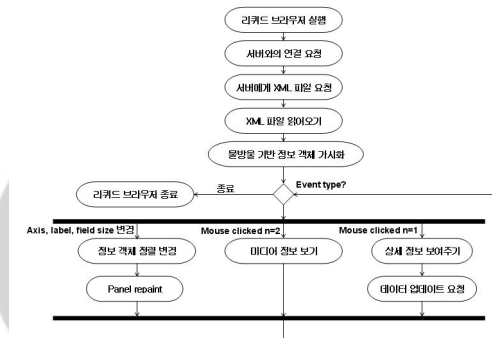 리퀴드 브라우저 실행
서버와의 연결 요청
서버에게 XML 파일 요청
XML 파일 읽어오기
물방울 기반 정보 객체 가시화
Event type?
종료
리퀴드 브라우저 종료
Axis, label, field size 변경
Mouse clicked n=2
Mouse clicked n=1
정보 객체 정렬 변경
미디어 정보 보기
상세 정보 보여주기
Panel repaint
데이터 업데이트 요청